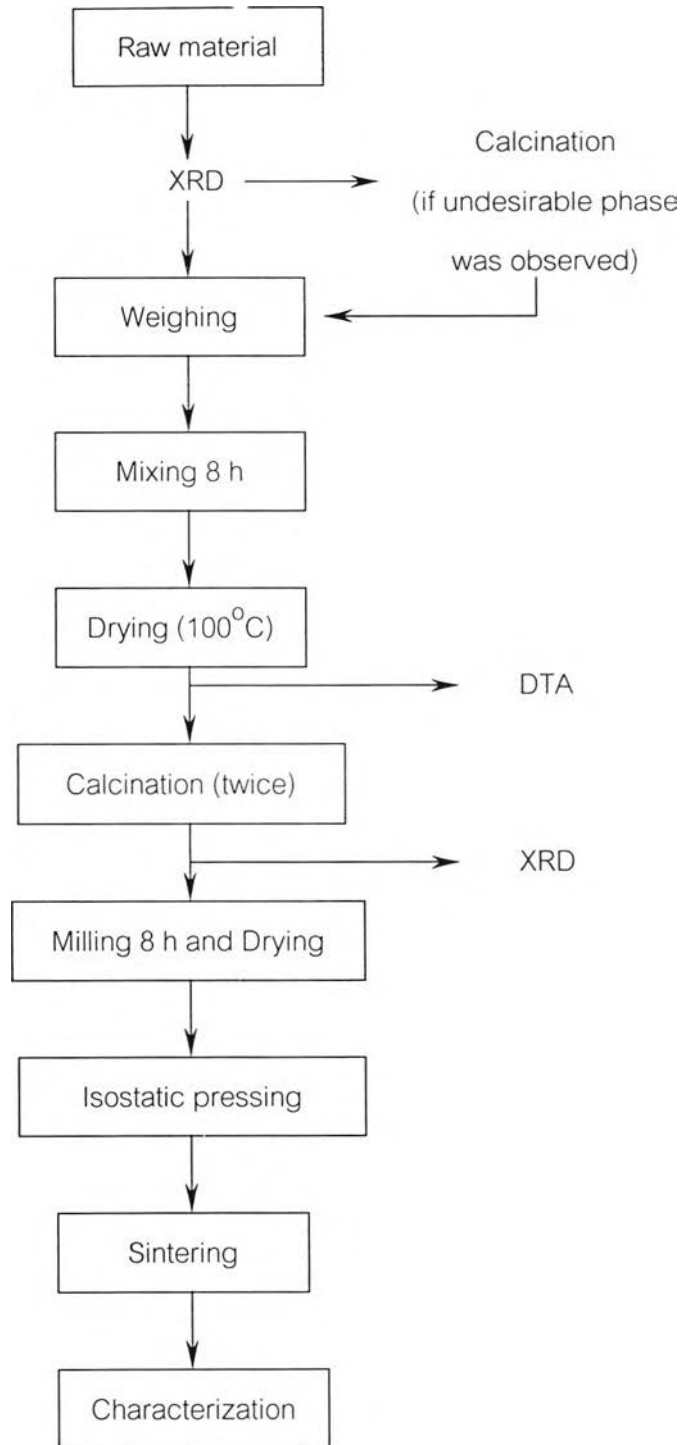 Raw material
XRD
Calcination
(if undesirable phase
was observed)
Weighing
Mixing 8 h
Drying (100°C)
DTA
Calcination (twice)
XRD
Milling 8 h and Drying
Isostatic pressing
Sintering
Characterization